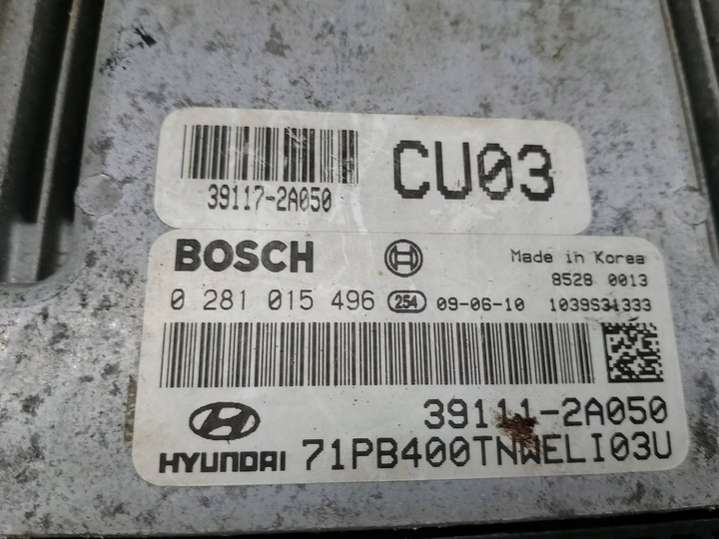 CU03
39117-2A050
BOSCH
Made in Korea
8528 0013
0 281 015 496 254 09-06-10 1039S31333
39111-2A050
HYUNDAI 71PB400TNWELI03U